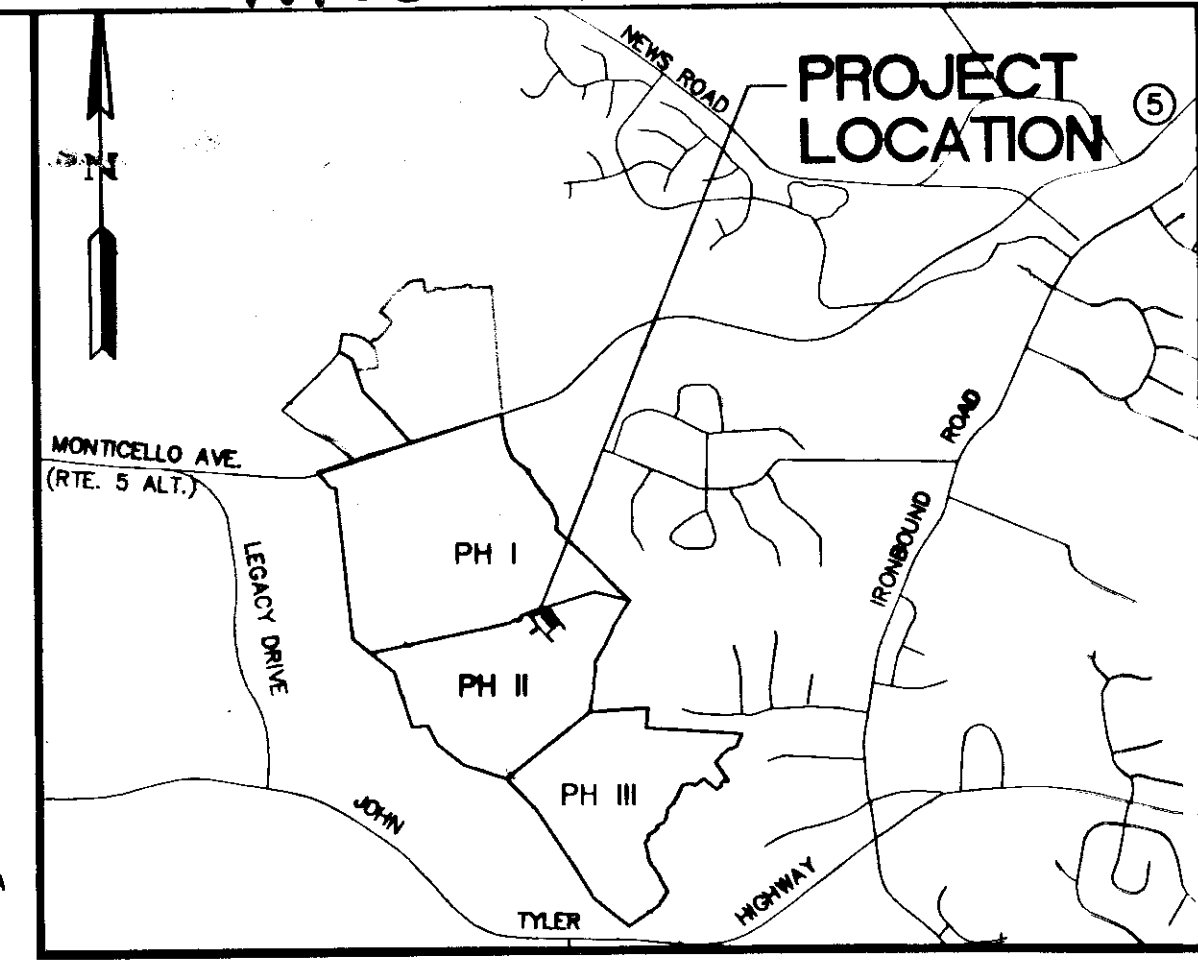 NEWS ROAD
PROJECT
LOCATION
5
N
MONTICELLO AVE.
(RTE. 5 ALT.)
LEGACY DRIVE
IRONBOUND
ROAD
PH I
PH II
PH III
JOHN
TYLER
HIGHWAY